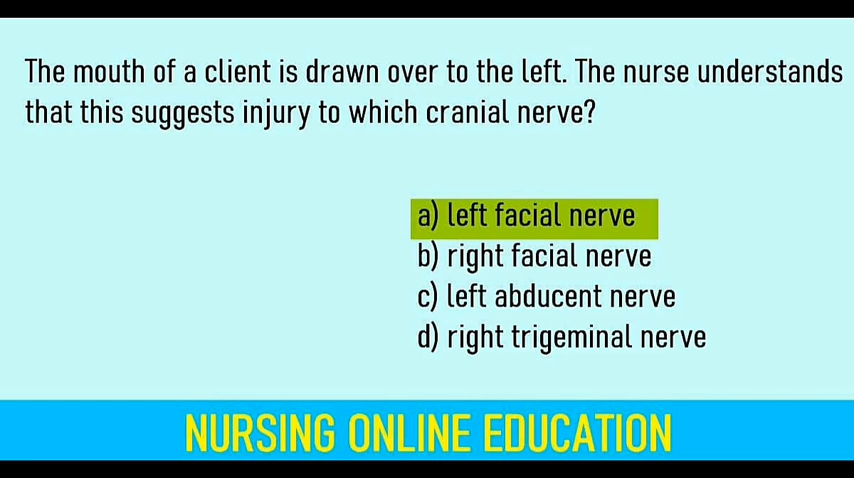 The mouth of a client is drawn over to the left. The nurse understands
that this suggests injury to which cranial nerve?
a) left facial nerve
b) right facial nerve
c) left abducent nerve
d) right trigeminal nerve
NURSING ONLINE EDUCATION